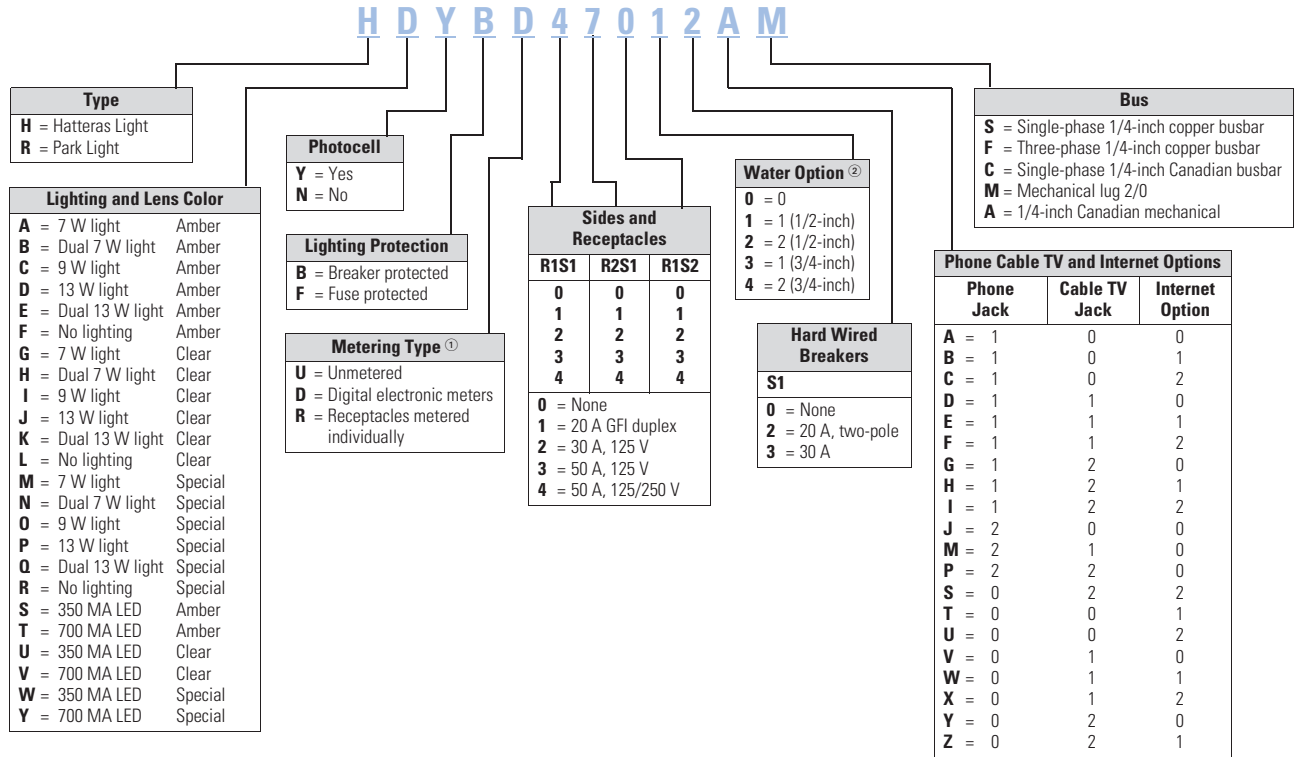 H D Y B D 4 7 0 1 2 A M
Type
H = Hatteras Light
R = Park Light
Lighting and Lens Color
A = 7 W light Amber
B = Dual 7 W light Amber
C = 9 W light Amber
D = 13 W light Amber
E = Dual 13 W light Amber
F = No lighting Amber
G = 7 W light Clear
H = Dual 7 W light Clear
I = 9 W light Clear
J = 13 W light Clear
K = Dual 13 W light Clear
L = No lighting Clear
M = 7 W light Special
N = Dual 7 W light Special
O = 9 W light Special
P = 13 W light Special
Q = Dual 13 W light Special
R = No lighting Special
S = 350 MA LED Amber
T = 700 MA LED Amber
U = 350 MA LED Clear
V = 700 MA LED Clear
W = 350 MA LED Special
Y = 700 MA LED Special
Photocell
Y = Yes
N = No
Lighting Protection
B = Breaker protected
F = Fuse protected
Metering Type ①
U = Unmetered
D = Digital electronic meters
R = Receptacles metered
individually
Sides and
Receptacles
R1S1 R2S1 R1S2
0 0 0
1 1 1
2 2 2
3 3 3
4 4 4
0 = None
1 = 20 A GFI duplex
2 = 30 A, 125 V
3 = 50 A, 125 V
4 = 50 A, 125/250 V
Water Option ②
0 = 0
1 = 1 (1/2-inch)
2 = 2 (1/2-inch)
3 = 1 (3/4-inch)
4 = 2 (3/4-inch)
Hard Wired
Breakers
S1
0 = None
2 = 20 A, two-pole
3 = 30 A
Bus
S = Single-phase 1/4-inch copper busbar
F = Three-phase 1/4-inch copper busbar
C = Single-phase 1/4-inch Canadian busbar
M = Mechanical lug 2/0
A = 1/4-inch Canadian mechanical
Phone Cable TV and Internet Options
Phone Cable TV Internet
Jack Jack Option
A = 1 0 0
B = 1 0 1
C = 1 0 2
D = 1 1 0
E = 1 1 1
F = 1 1 2
G = 1 2 0
H = 1 2 1
I = 1 2 2
J = 2 0 0
M = 2 1 0
P = 2 2 0
S = 0 2 2
T = 0 0 1
U = 0 0 2
V = 0 1 0
W = 0 1 1
X = 0 1 2
Y = 0 2 0
Z = 0 2 1